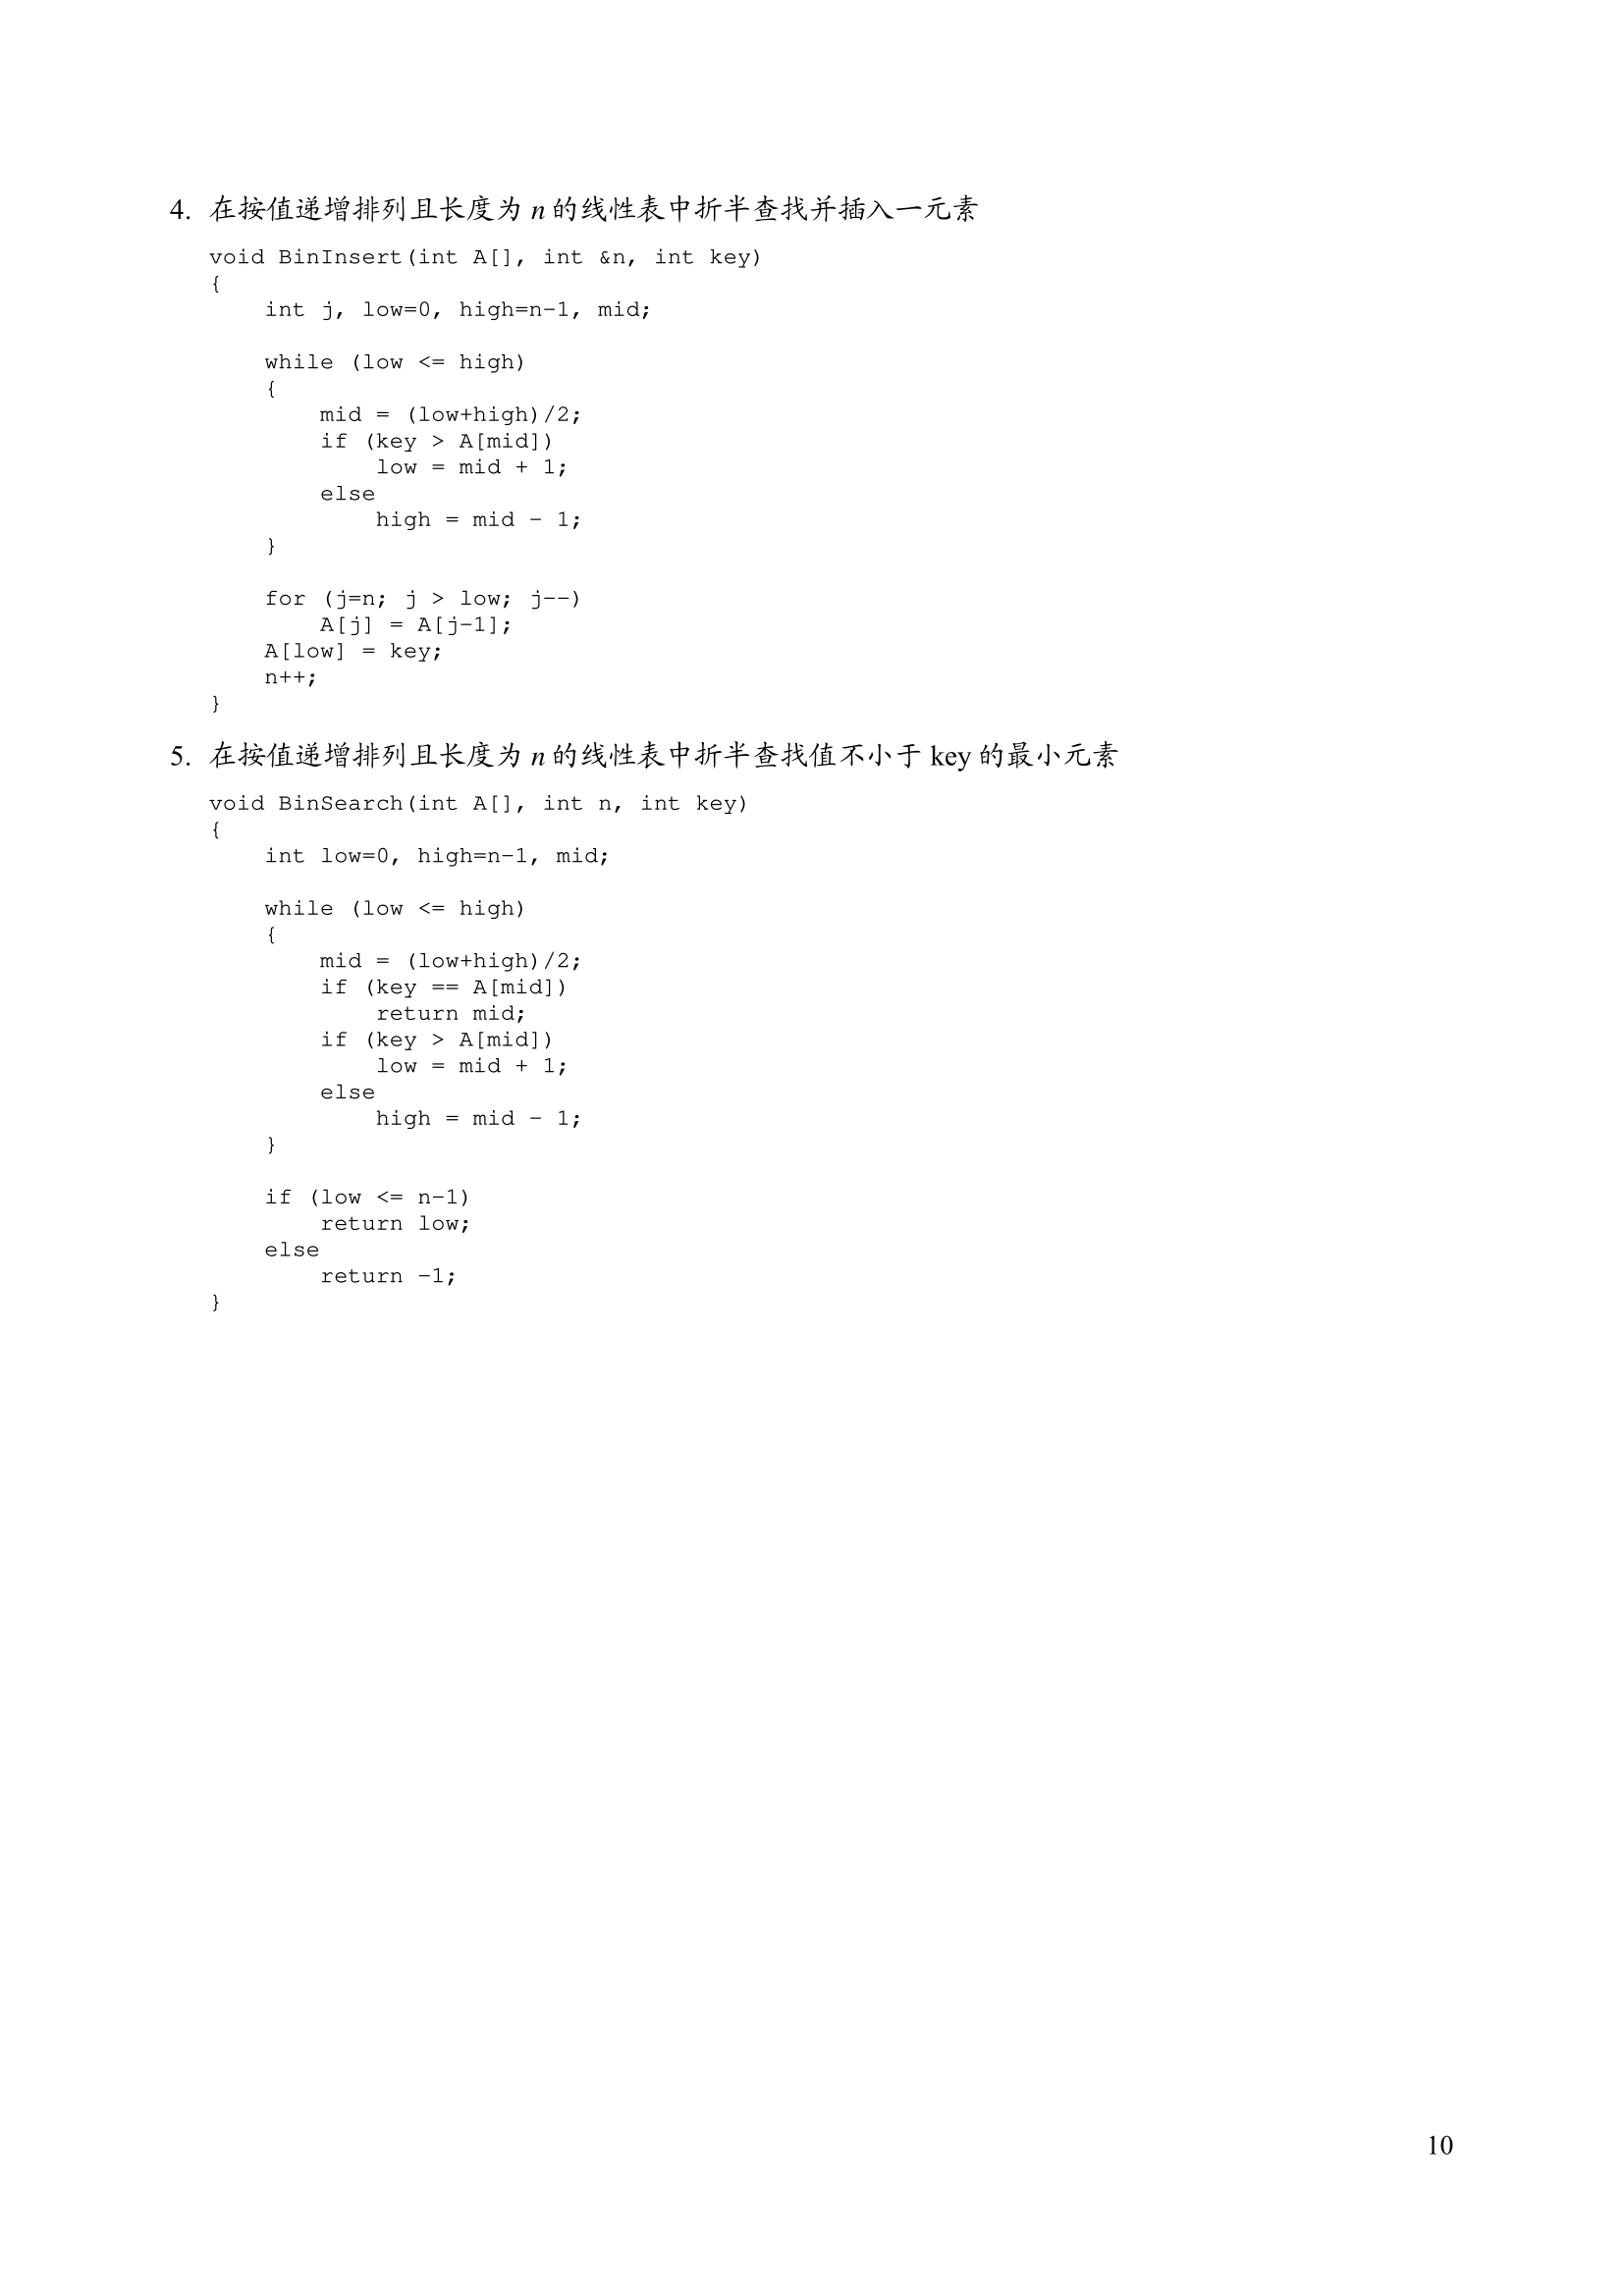 4. 在按值递增排列且长度为 n 的线性表中折半查找并插入一元素
void BinInsert(int A[], int &n, int key)
{
    int j, low=0, high=n-1, mid;

    while (low <= high)
    {
        mid = (low+high)/2;
        if (key > A[mid])
            low = mid + 1;
        else
            high = mid - 1;
    }

    for (j=n; j > low; j--)
        A[j] = A[j-1];
    A[low] = key;
    n++;
}
5. 在按值递增排列且长度为 n 的线性表中折半查找值不小于 key 的最小元素
void BinSearch(int A[], int n, int key)
{
    int low=0, high=n-1, mid;

    while (low <= high)
    {
        mid = (low+high)/2;
        if (key == A[mid])
            return mid;
        if (key > A[mid])
            low = mid + 1;
        else
            high = mid - 1;
    }

    if (low <= n-1)
        return low;
    else
        return -1;
}
10